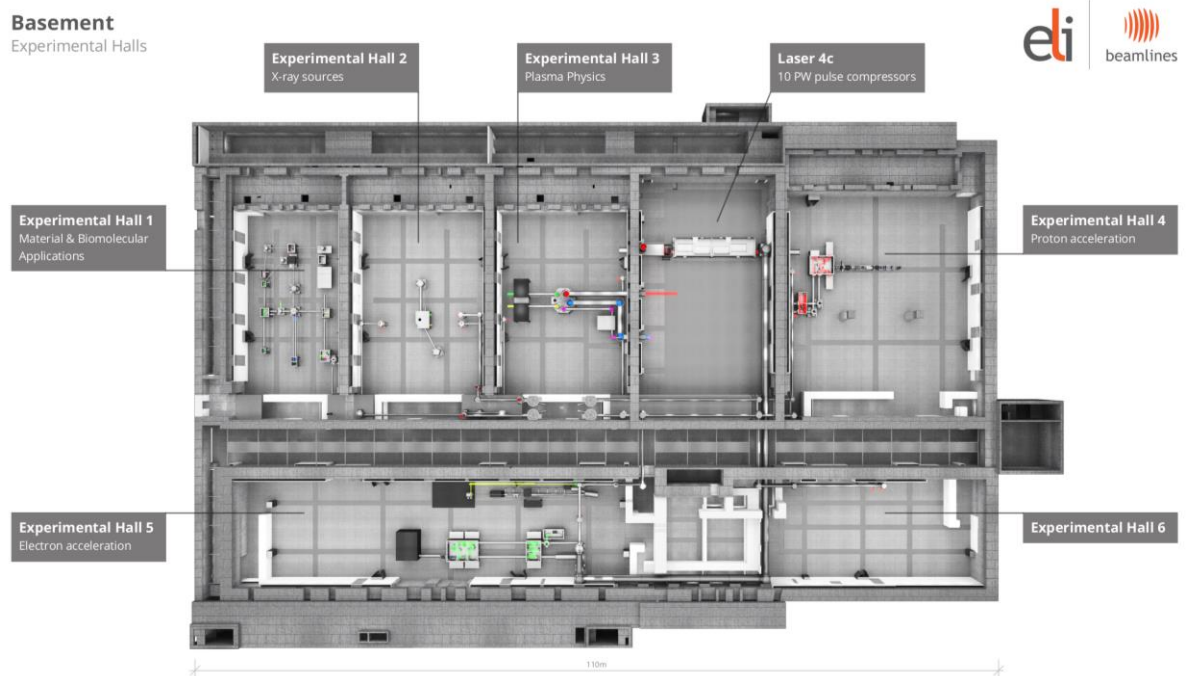 Basement
Experimental Halls
eli
beamlines
Experimental Hall 2
X-ray sources
Experimental Hall 3
Plasma Physics
Laser 4c
10 PW pulse compressors
Experimental Hall 1
Material & Biomolecular
Applications
Experimental Hall 4
Proton acceleration
Experimental Hall 5
Electron acceleration
Experimental Hall 6
110m